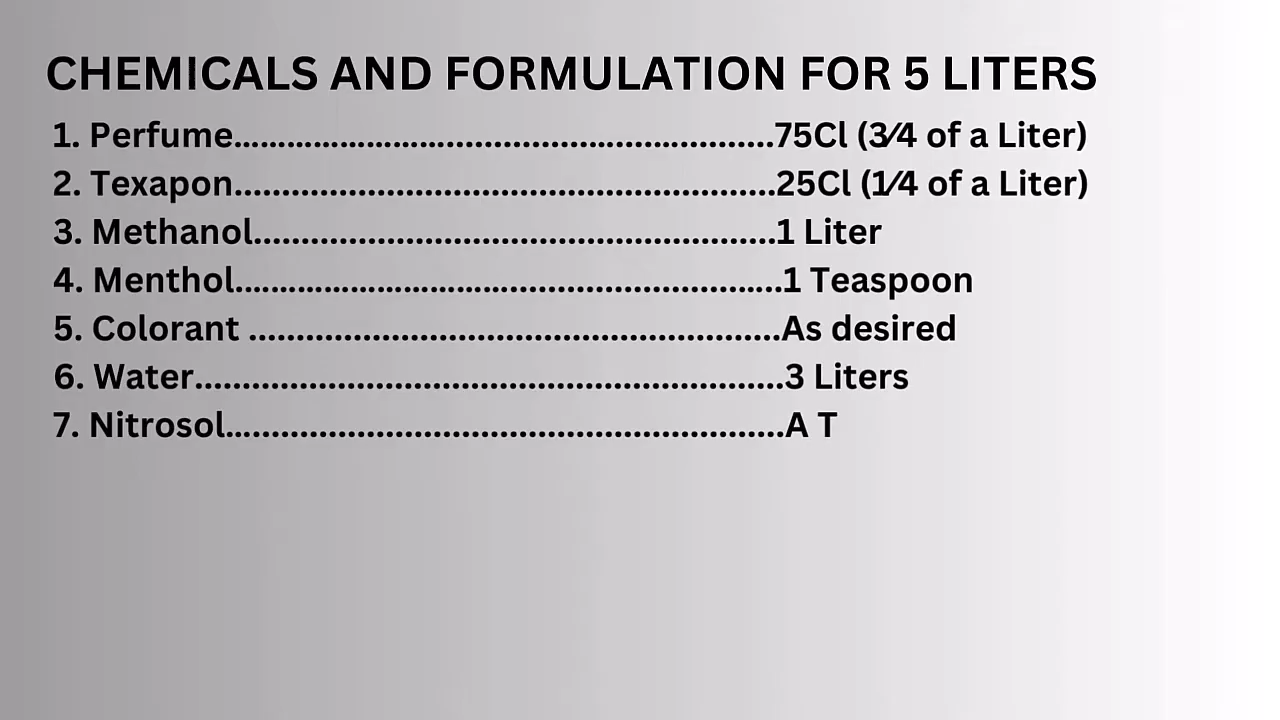 CHEMICALS AND FORMULATION FOR 5 LITERS
1. Perfume....................................................................75Cl (3⁄4 of a Liter)
2. Texapon....................................................................25Cl (1⁄4 of a Liter)
3. Methanol..................................................................1 Liter
4. Menthol.....................................................................1 Teaspoon
5. Colorant ...................................................................As desired
6. Water..........................................................................3 Liters
7. Nitrosol......................................................................A T